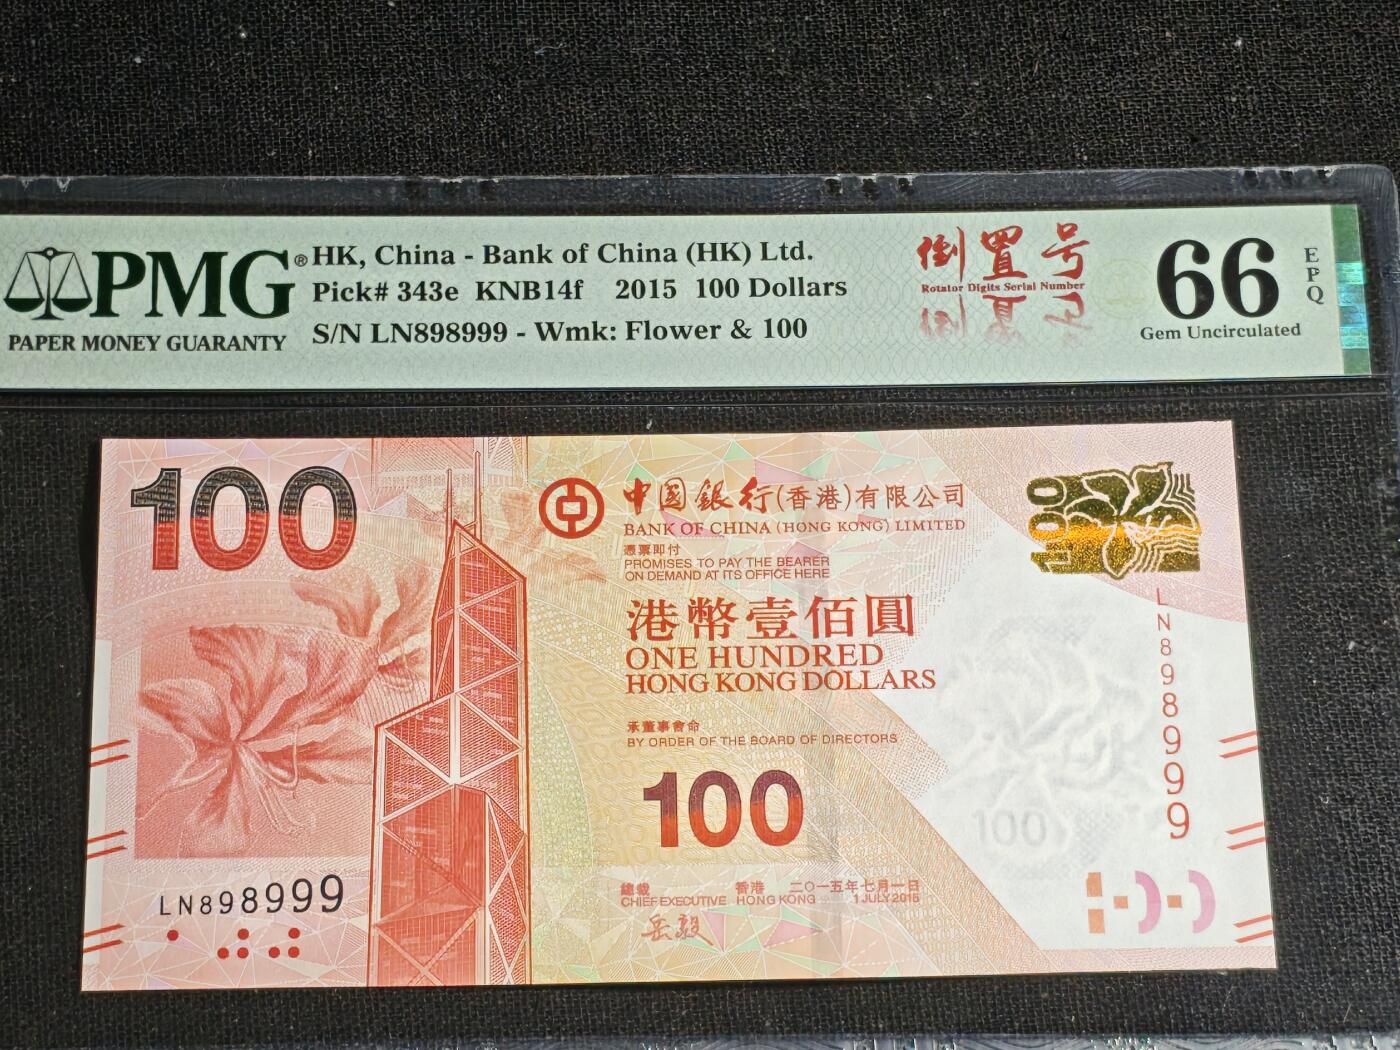 PMG®
PAPER MONEY GUARANTY
HK, China - Bank of China (HK) Ltd.
Pick# 343e KNB14f 2015 100 Dollars
S/N LN898999 - Wmk: Flower & 100
倒置号
Rotator Digits Serial Number
66
EPQ
Gem Uncirculated
100
中國銀行(香港)有限公司
BANK OF CHINA (HONG KONG) LIMITED
憑票即付
PROMISES TO PAY THE BEARER
ON DEMAND AT ITS OFFICE HERE
港幣壹佰圓
ONE HUNDRED
HONG KONG DOLLARS
承董事會命
BY ORDER OF THE BOARD OF DIRECTORS
100
總裁
CHIEF EXECUTIVE
香港
HONG KONG
二〇一五年七月一日
1 JULY 2015
岳毅
100
LN898999
100
LN898999